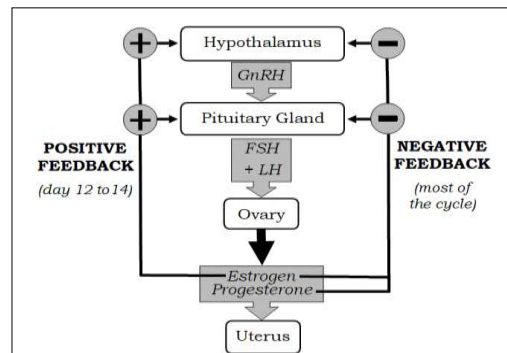 +
Hypothalamus
−
GnRH
+
Pituitary Gland
−
POSITIVE
FEEDBACK
(day 12 to14)
FSH
+ LH
NEGATIVE
FEEDBACK
(most of
the cycle)
Ovary
Estrogen
Progesterone
Uterus